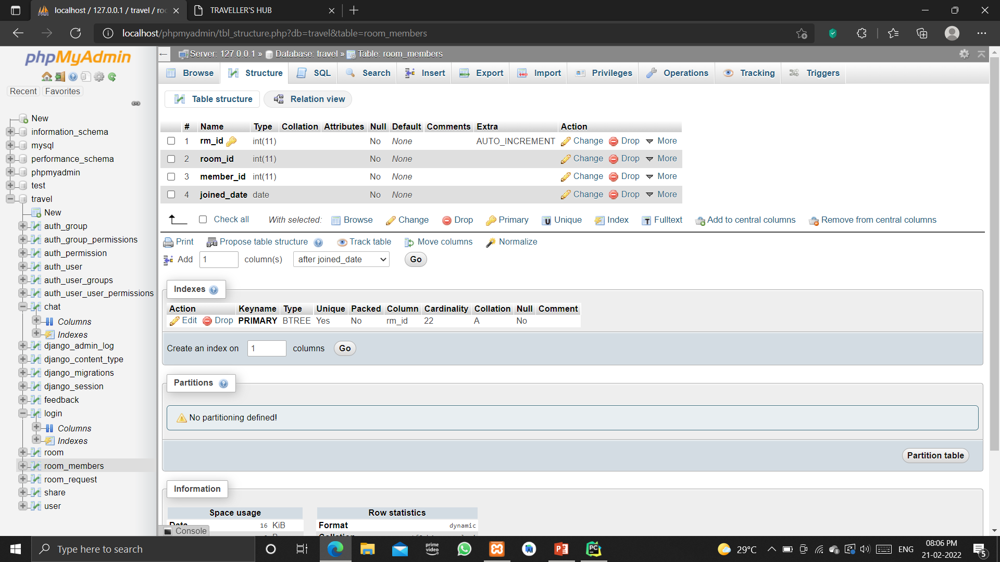 localhost / 127.0.0.1 / travel / roo
TRAVELLER'S HUB
localhost/phpmyadmin/tbl_structure.php?db=travel&table=room_members
phpMyAdmin
Recent Favorites
New
information_schema
mysql
performance_schema
phpmyadmin
test
travel
New
auth_group
auth_group_permissions
auth_permission
auth_user
auth_user_groups
auth_user_user_permissions
chat
Columns
Indexes
django_admin_log
django_content_type
django_migrations
django_session
feedback
login
Columns
Indexes
room
room_members
room_request
share
user
Server: 127.0.0.1 » Database: travel » Table: room_members
Browse Structure SQL Search Insert Export Import Privileges Operations Tracking Triggers
Table structure Relation view
# Name Type Collation Attributes Null Default Comments Extra Action
1 rm_id int(11) No None AUTO_INCREMENT Change Drop More
2 room_id int(11) No None Change Drop More
3 member_id int(11) No None Change Drop More
4 joined_date date No None Change Drop More
Check all With selected: Browse Change Drop Primary Unique Index Fulltext Add to central columns Remove from central columns
Print Propose table structure Track table Move columns Normalize
Add 1 column(s) after joined_date Go
Indexes
Action Keyname Type Unique Packed Column Cardinality Collation Null Comment
Edit Drop PRIMARY BTREE Yes No rm_id 22 A No
Create an index on 1 columns Go
Partitions
No partitioning defined!
Partition table
Information
Space usage Row statistics
Data 16 KiB Format dynamic
Console
Type here to search
prime video
29°C ENG 08:06 PM
21-02-2022
5